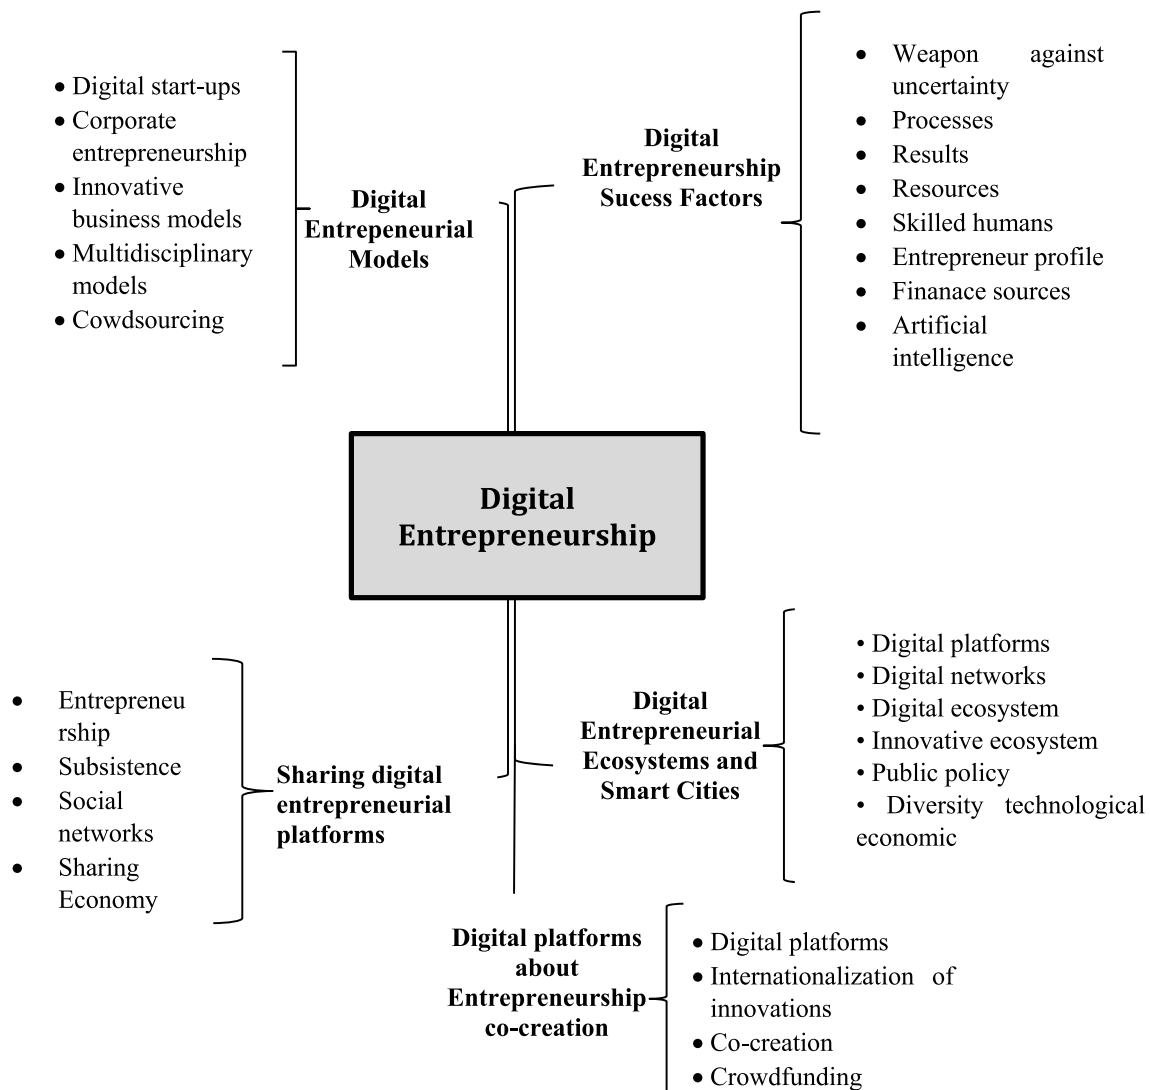 • Digital start-ups
• Corporate
entrepreneurship
• Innovative
business models
• Multidisciplinary
models
• Cowdsourcing
Digital
Entrepeneurial
Models
Digital
Entrepreneurship
Sucess Factors
• Weapon against
uncertainty
• Processes
• Results
• Resources
• Skilled humans
• Entrepreneur profile
• Finanace sources
• Artificial
intelligence
Digital
Entrepreneurship
• Entrepreneu
rship
• Subsistence
• Social
networks
• Sharing
Economy
Sharing digital
entrepreneurial
platforms
Digital
Entrepreneurial
Ecosystems and
Smart Cities
• Digital platforms
• Digital networks
• Digital ecosystem
• Innovative ecosystem
• Public policy
• Diversity technological
economic
Digital platforms
about
Entrepreneurship
co-creation
• Digital platforms
• Internationalization of
innovations
• Co-creation
• Crowdfunding